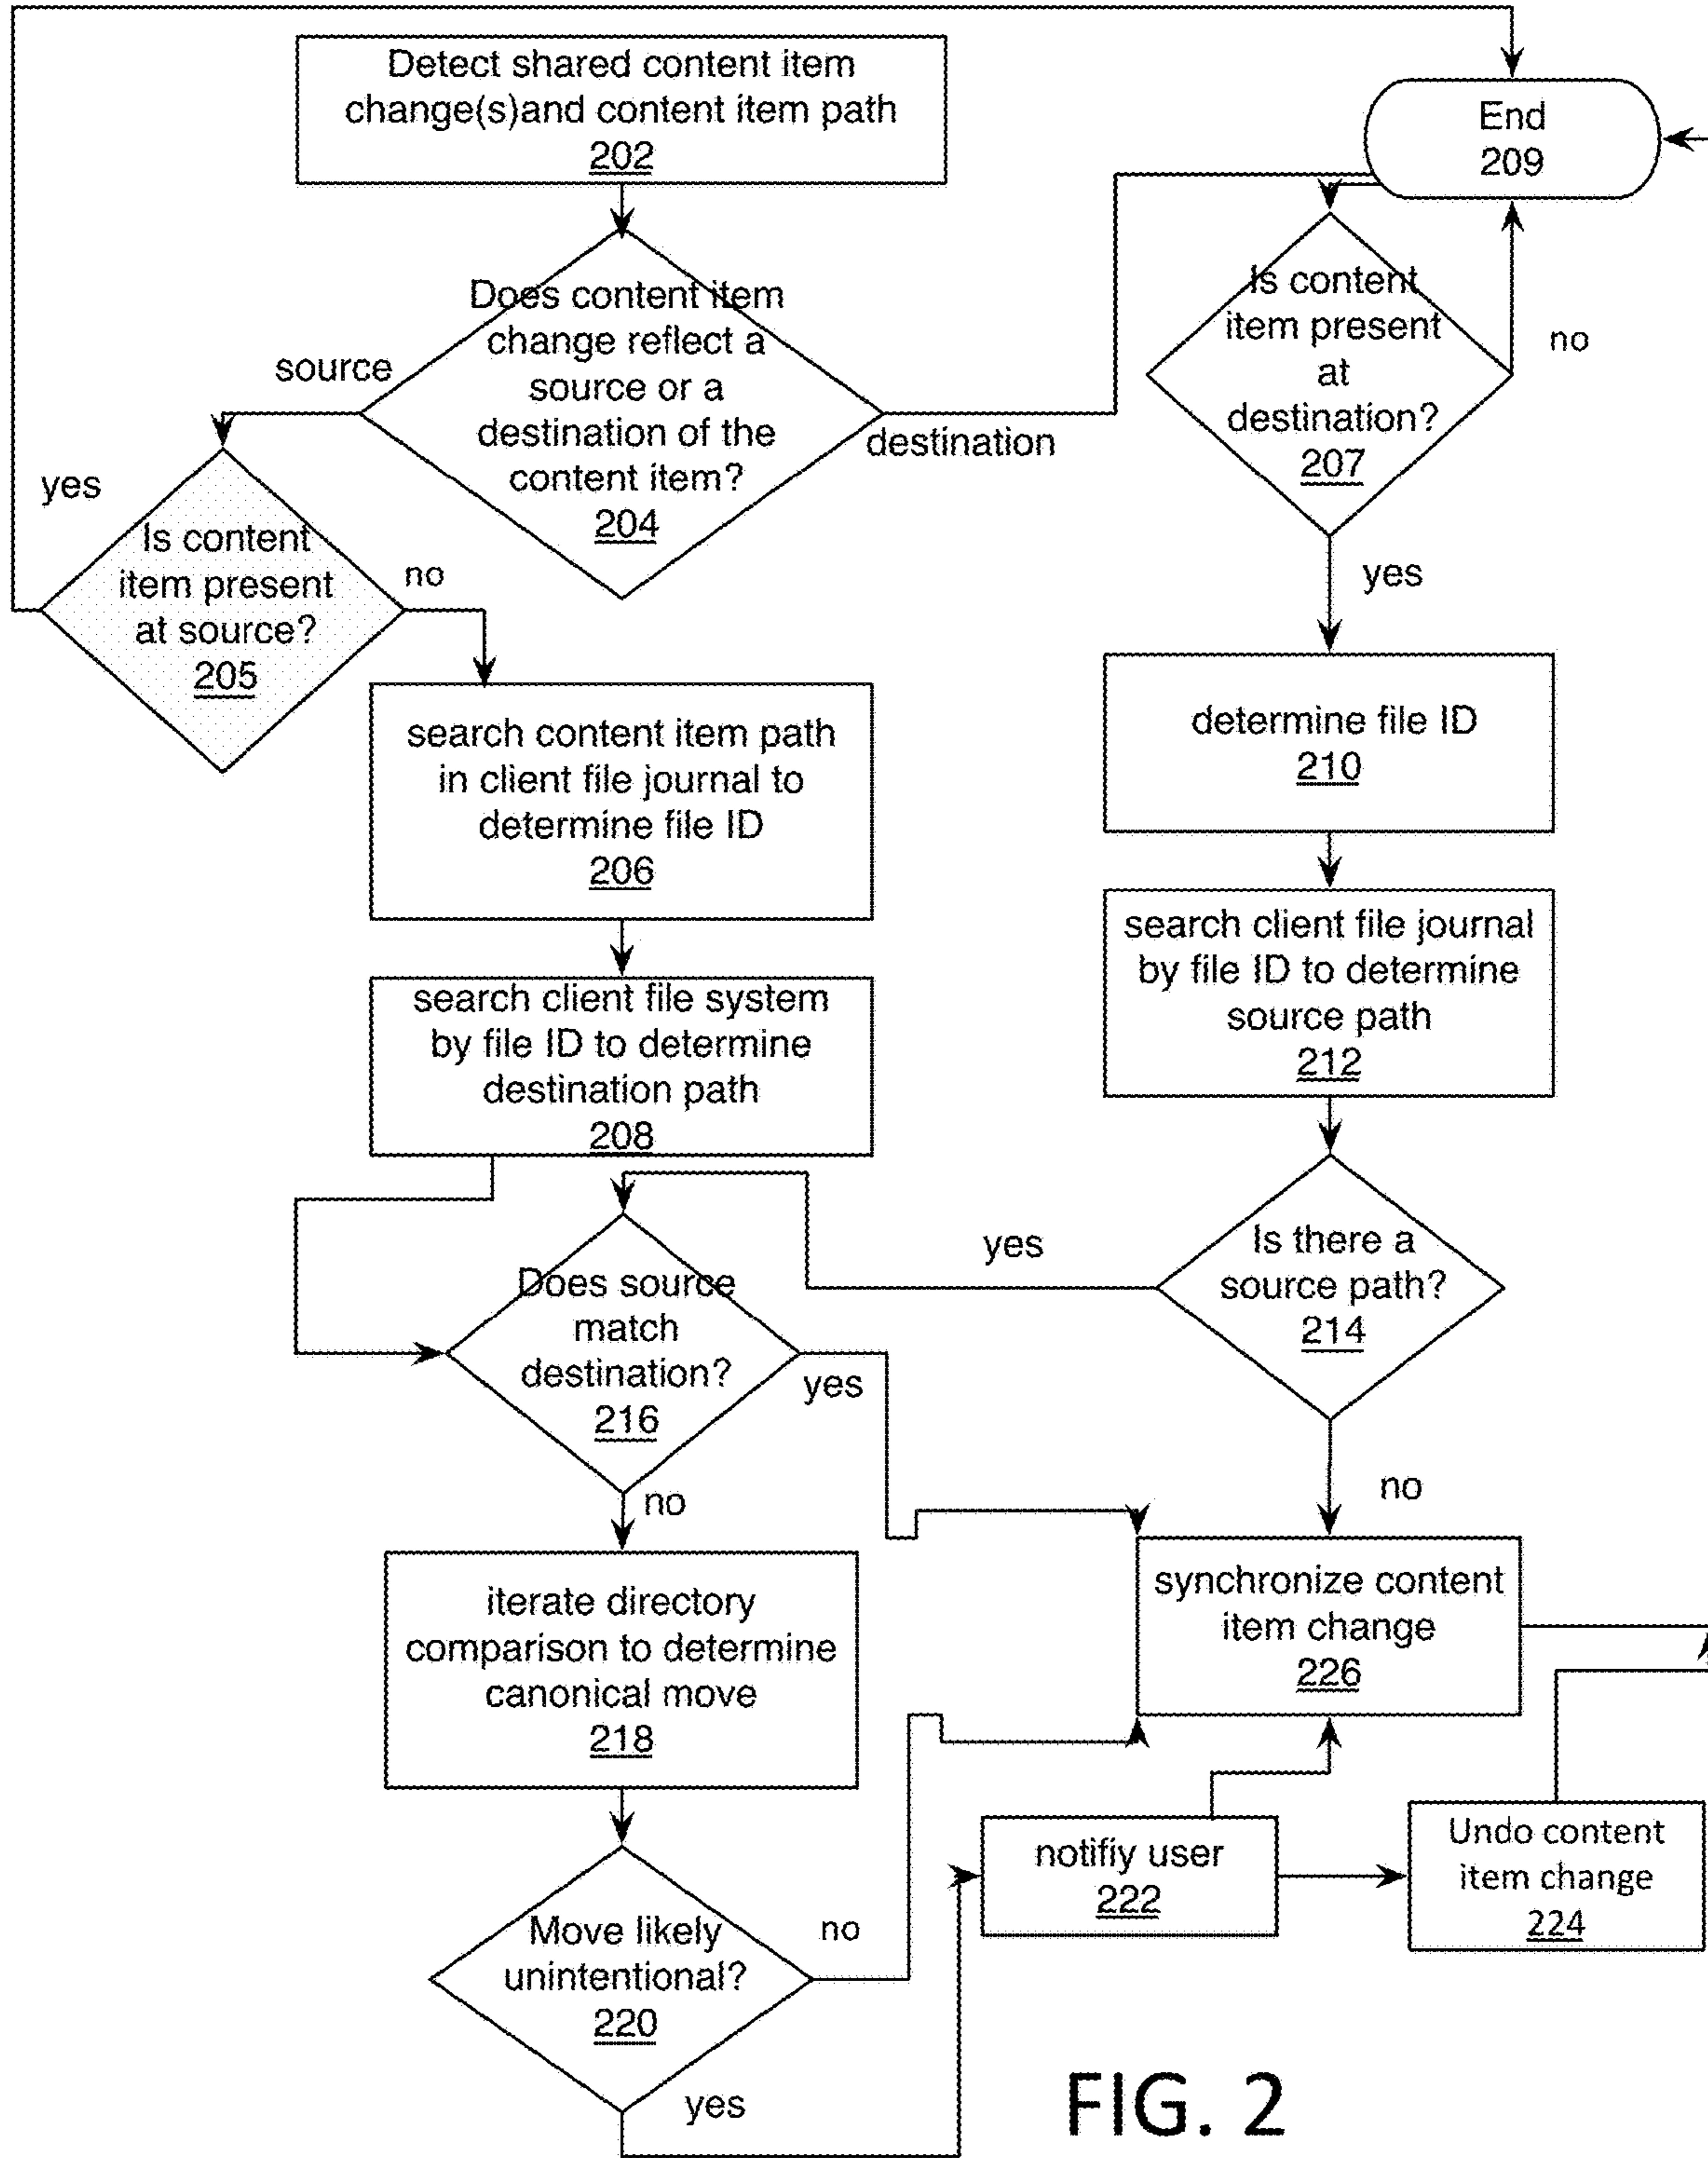 Detect shared content item
change(s)and content item path
202
End
209
Does content item
change reflect a
source or a
destination of the
content item?
204
source
destination
Is content
item present
at
destination?
207
no
yes
yes
Is content
item present
at source?
205
no
search content item path
in client file journal to
determine file ID
206
determine file ID
210
search client file system
by file ID to determine
destination path
208
search client file journal
by file ID to determine
source path
212
Is there a
source path?
214
yes
no
Does source
match
destination?
216
yes
no
iterate directory
comparison to determine
canonical move
218
synchronize content
item change
226
Move likely
unintentional?
220
no
yes
notifiy user
222
Undo content
item change
224
FIG. 2